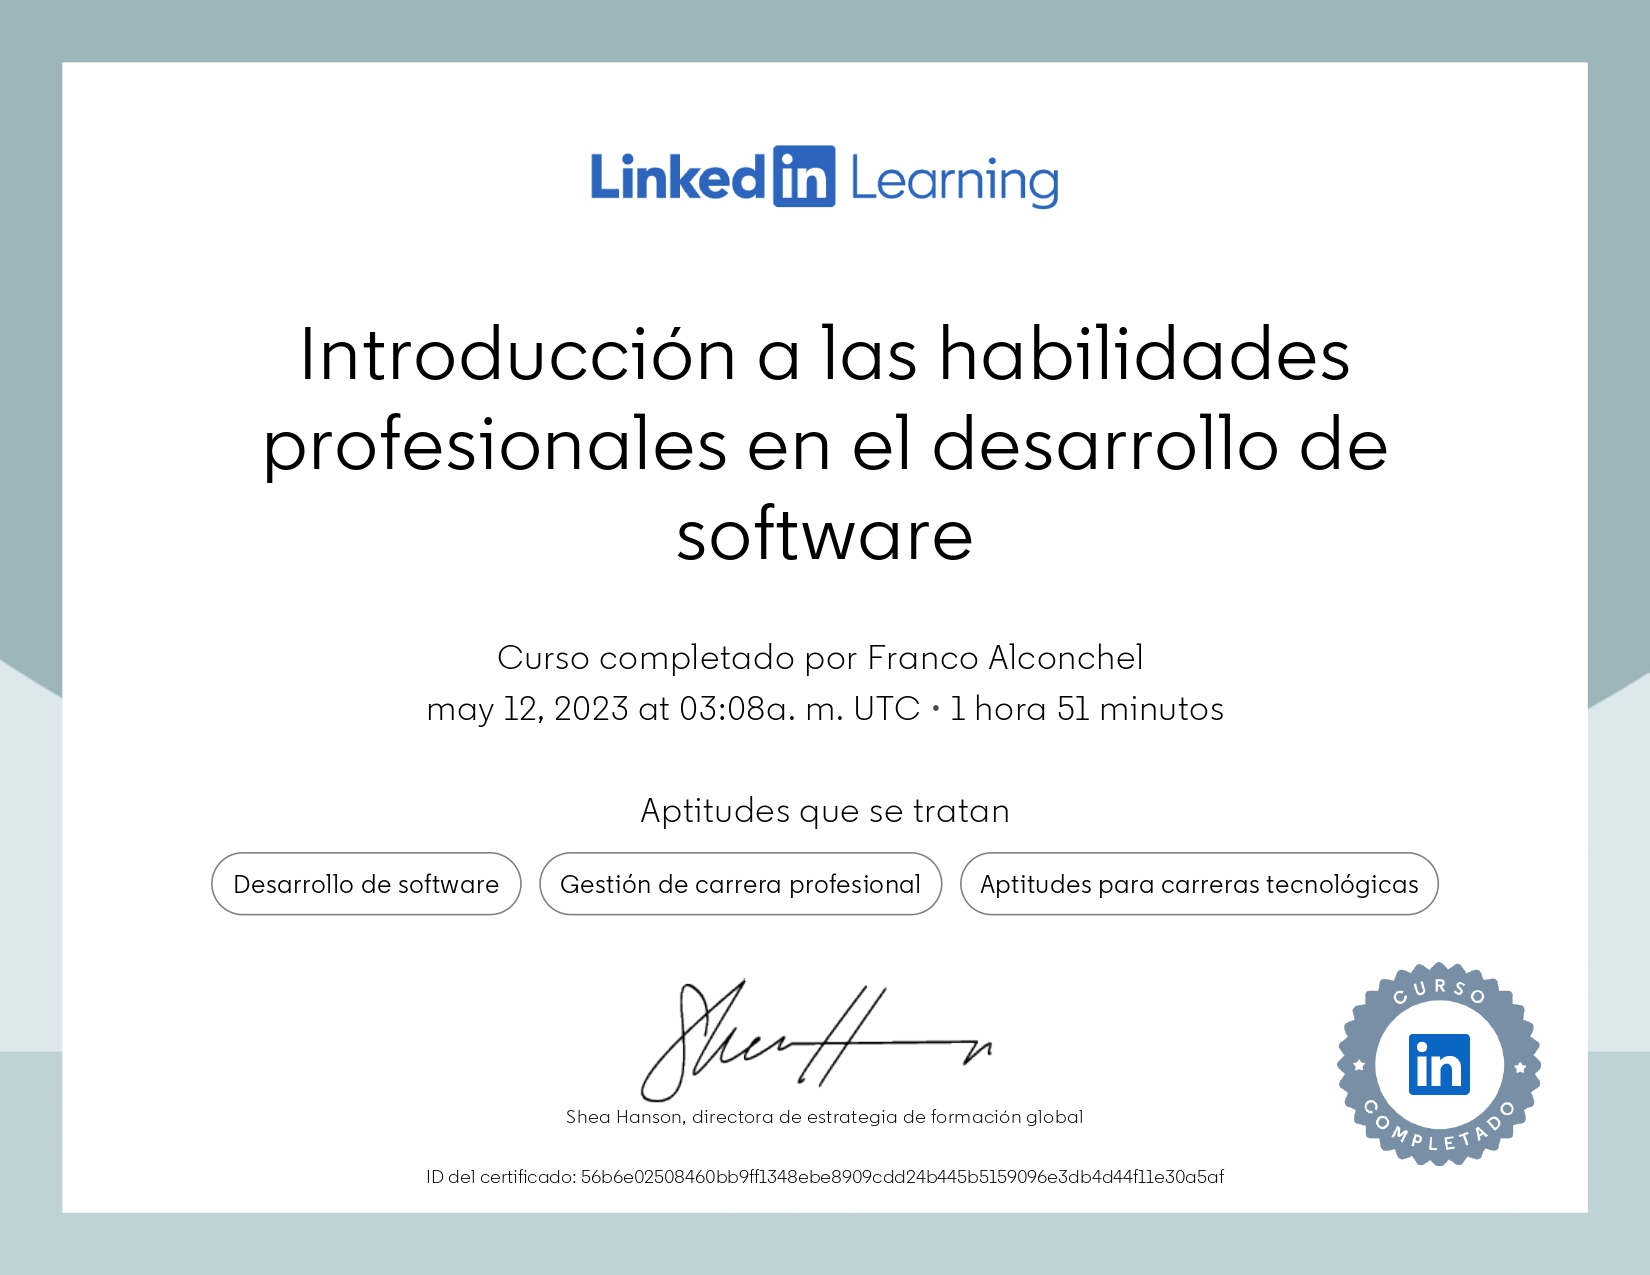 Linked in Learning
Introducción a las habilidades
profesionales en el desarrollo de
software
Curso completado por Franco Alconchel
may 12, 2023 at 03:08a. m. UTC • 1 hora 51 minutos
Aptitudes que se tratan
Desarrollo de software Gestión de carrera profesional Aptitudes para carreras tecnológicas
Shea Hanson, directora de estrategia de formación global
CURSO
in
COMPLETADO
ID del certificado: 56b6e02508460bb9ff1348ebe8909cdd24b445b5159096e3db4d44f11e30a5af